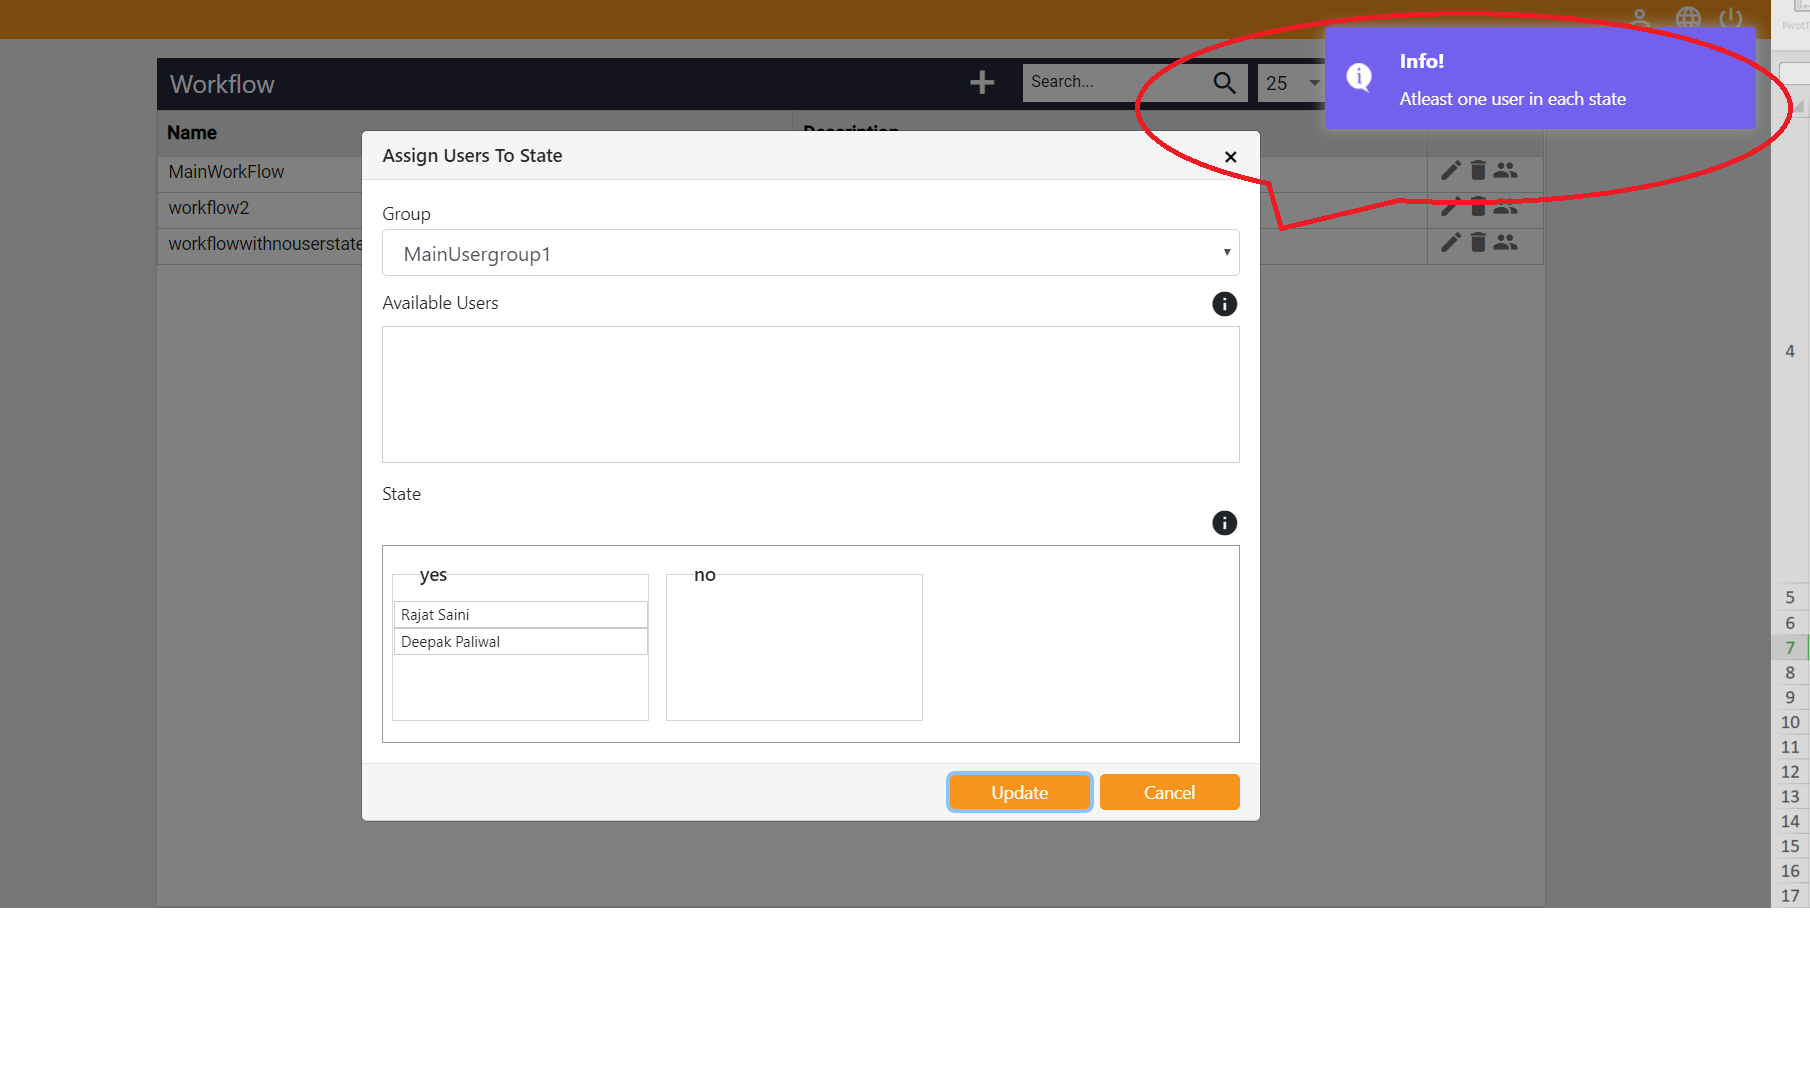 PivotT
Workflow
Search...
25
Info!
Atleast one user in each state
Name
MainWorkFlow
workflow2
workflowwithnouserstate
Assign Users To State
×
Group
MainUsergroup1
Available Users
State
yes
no
Rajat Saini
Deepak Paliwal
Update
Cancel
4
5
6
7
8
9
10
11
12
13
14
15
16
17